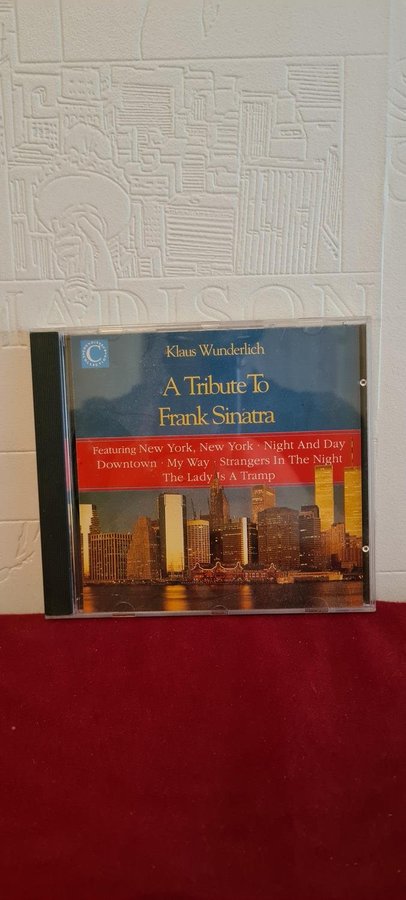 ADISON
C
Klaus Wunderlich
A Tribute To
Frank Sinatra
Featuring New York, New York · Night And Day
Downtown · My Way · Strangers In The Night
The Lady Is A Tramp